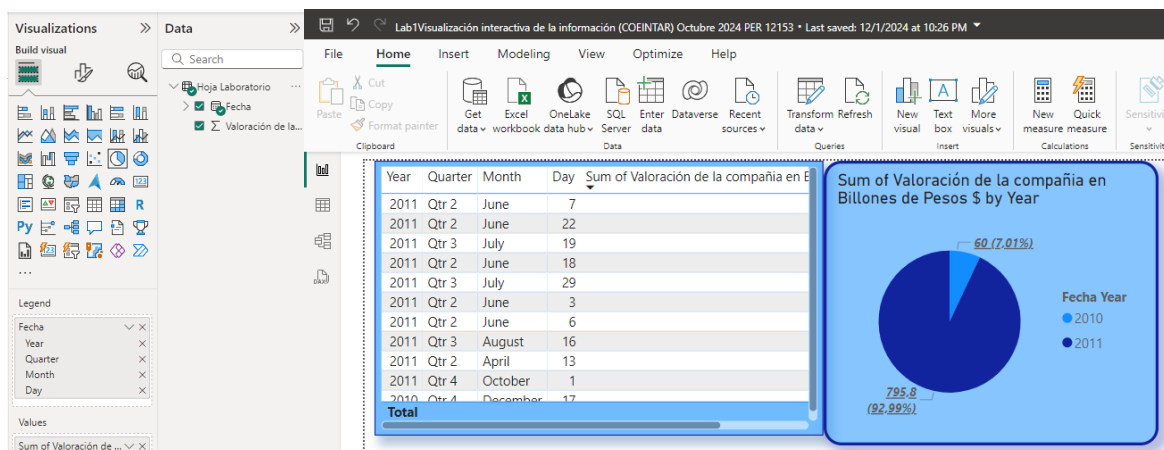 Visualizations
Build visual
123
R
Py
123
...
Legend
Fecha
Year
Quarter
Month
Day
Values
Sum of Valoración de ...
Data
Search
Hoja Laboratorio ...
Fecha
Σ Valoración de la...
Lab1Visualización interactiva de la información (COEINTAR) Octubre 2024 PER 12153 • Last saved: 12/1/2024 at 10:26 PM
File Home Insert Modeling View Optimize Help
Paste
Cut
Copy
Format painter
Clipboard
Get data
Excel workbook
OneLake data hub
SQL Server
Enter data
Dataverse
Recent sources
Data
Transform data
Refresh
Queries
New visual
Text box
More visuals
Insert
New measure
Quick measure
Calculations
Sensitivi
Sensitivit
DAX
Year Quarter Month Day Sum of Valoración de la compañia en B
2011 Qtr 2 June 7
2011 Qtr 2 June 22
2011 Qtr 3 July 19
2011 Qtr 2 June 18
2011 Qtr 3 July 29
2011 Qtr 2 June 3
2011 Qtr 2 June 6
2011 Qtr 3 August 16
2011 Qtr 2 April 13
2011 Qtr 4 October 1
2010 Qtr 4 December 17
Total
Sum of Valoración de la compañia en
Billones de Pesos $ by Year
60 (7,01%)
795,8
(92,99%)
Fecha Year
2010
2011